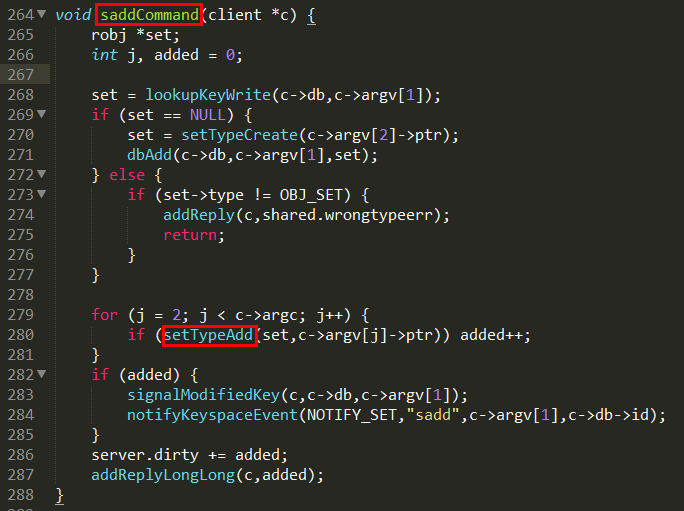 264 void saddCommand(client *c) {
265     robj *set;
266     int j, added = 0;
267
268     set = lookupKeyWrite(c->db,c->argv[1]);
269     if (set == NULL) {
270         set = setTypeCreate(c->argv[2]->ptr);
271         dbAdd(c->db,c->argv[1],set);
272     } else {
273         if (set->type != OBJ_SET) {
274             addReply(c,shared.wrongtypeerr);
275             return;
276         }
277     }
278
279     for (j = 2; j < c->argc; j++) {
280         if (setTypeAdd(set,c->argv[j]->ptr)) added++;
281     }
282     if (added) {
283         signalModifiedKey(c,c->db,c->argv[1]);
284         notifyKeyspaceEvent(NOTIFY_SET,"sadd",c->argv[1],c->db->id);
285     }
286     server.dirty += added;
287     addReplyLongLong(c,added);
288 }